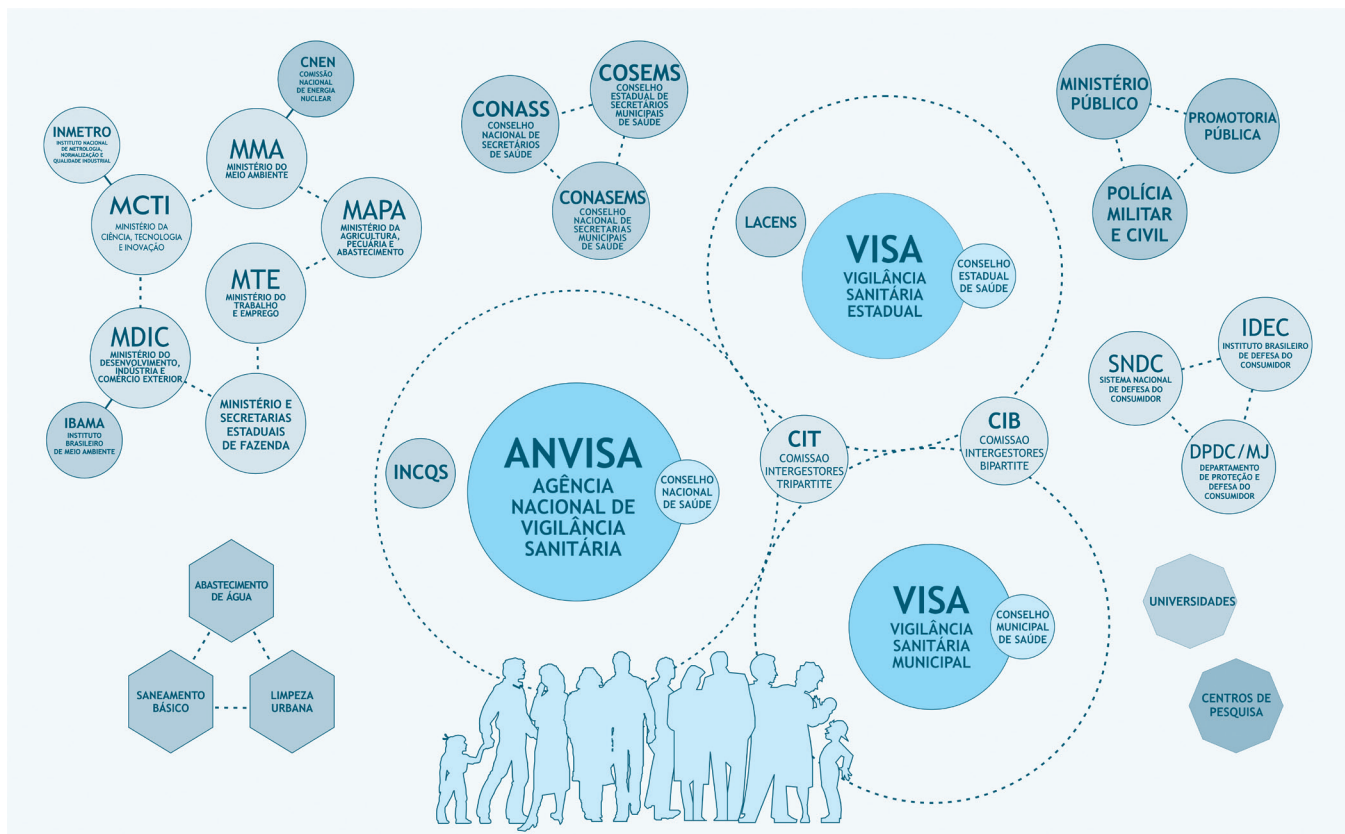 CNEN
COMISSÃO
NACIONAL
DE ENERGIA
NUCLEAR
INMETRO
INSTITUTO NACIONAL
DE METROLOGIA,
NORMALIZAÇÃO E
QUALIDADE INDUSTRIAL
MMA
MINISTÉRIO DO
MEIO AMBIENTE
MCTI
MINISTÉRIO DA
CIÊNCIA, TECNOLOGIA
E INOVAÇÃO
MAPA
MINISTÉRIO DA
AGRICULTURA,
PECUÁRIA E
ABASTECIMENTO
MTE
MINISTÉRIO DO
TRABALHO
E EMPREGO
MDIC
MINISTÉRIO DO
DESENVOLVIMENTO,
INDÚSTRIA E
COMÉRCIO EXTERIOR
IBAMA
INSTITUTO
BRASILEIRO
DE MEIO AMBIENTE
MINISTÉRIO E
SECRETARIAS
ESTADUAIS
DE FAZENDA
CONASS
CONSELHO
NACIONAL DE
SECRETÁRIOS
DE SAÚDE
COSEMS
CONSELHO
ESTADUAL DE
SECRETÁRIOS
MUNICIPAIS
DE SAÚDE
CONASEMS
CONSELHO
NACIONAL DE
SECRETARIAS
MUNICIPAIS
DE SAÚDE
LACENS
VISA
VIGILÂNCIA
SANITÁRIA
ESTADUAL
CONSELHO
ESTADUAL
DE SAÚDE
MINISTÉRIO
PÚBLICO
PROMOTORIA
PÚBLICA
POLÍCIA
MILITAR
E CIVIL
SNDC
SISTEMA NACIONAL
DE DEFESA DO
CONSUMIDOR
IDEC
INSTITUTO BRASILEIRO
DE DEFESA DO
CONSUMIDOR
DPDC/MJ
DEPARTAMENTO
DE PROTEÇÃO E
DEFESA DO
CONSUMIDOR
INCQS
ANVISA
AGÊNCIA
NACIONAL DE
VIGILÂNCIA
SANITÁRIA
CONSELHO
NACIONAL
DE SAÚDE
CIT
COMISSAO
INTERGESTORES
TRIPARTITE
CIB
COMISSAO
INTERGESTORES
BIPARTITE
VISA
VIGILÂNCIA
SANITÁRIA
MUNICIPAL
CONSELHO
MUNICIPAL
DE SAÚDE
ABASTECIMENTO
DE ÁGUA
SANEAMENTO
BÁSICO
LIMPEZA
URBANA
UNIVERSIDADES
CENTROS DE
PESQUISA